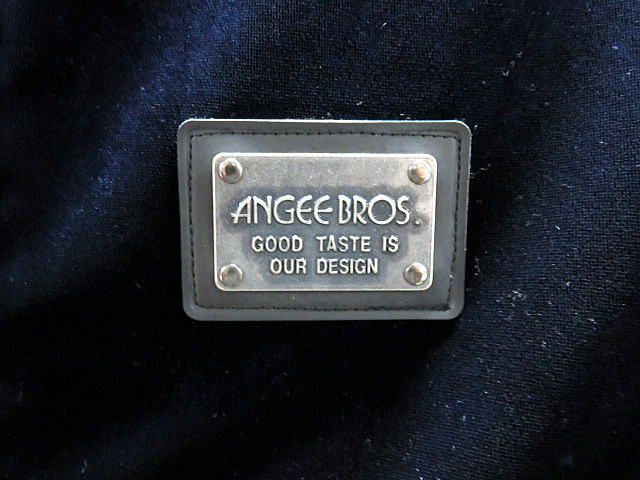 ANGEE BROS.
GOOD TASTE IS
OUR DESIGN